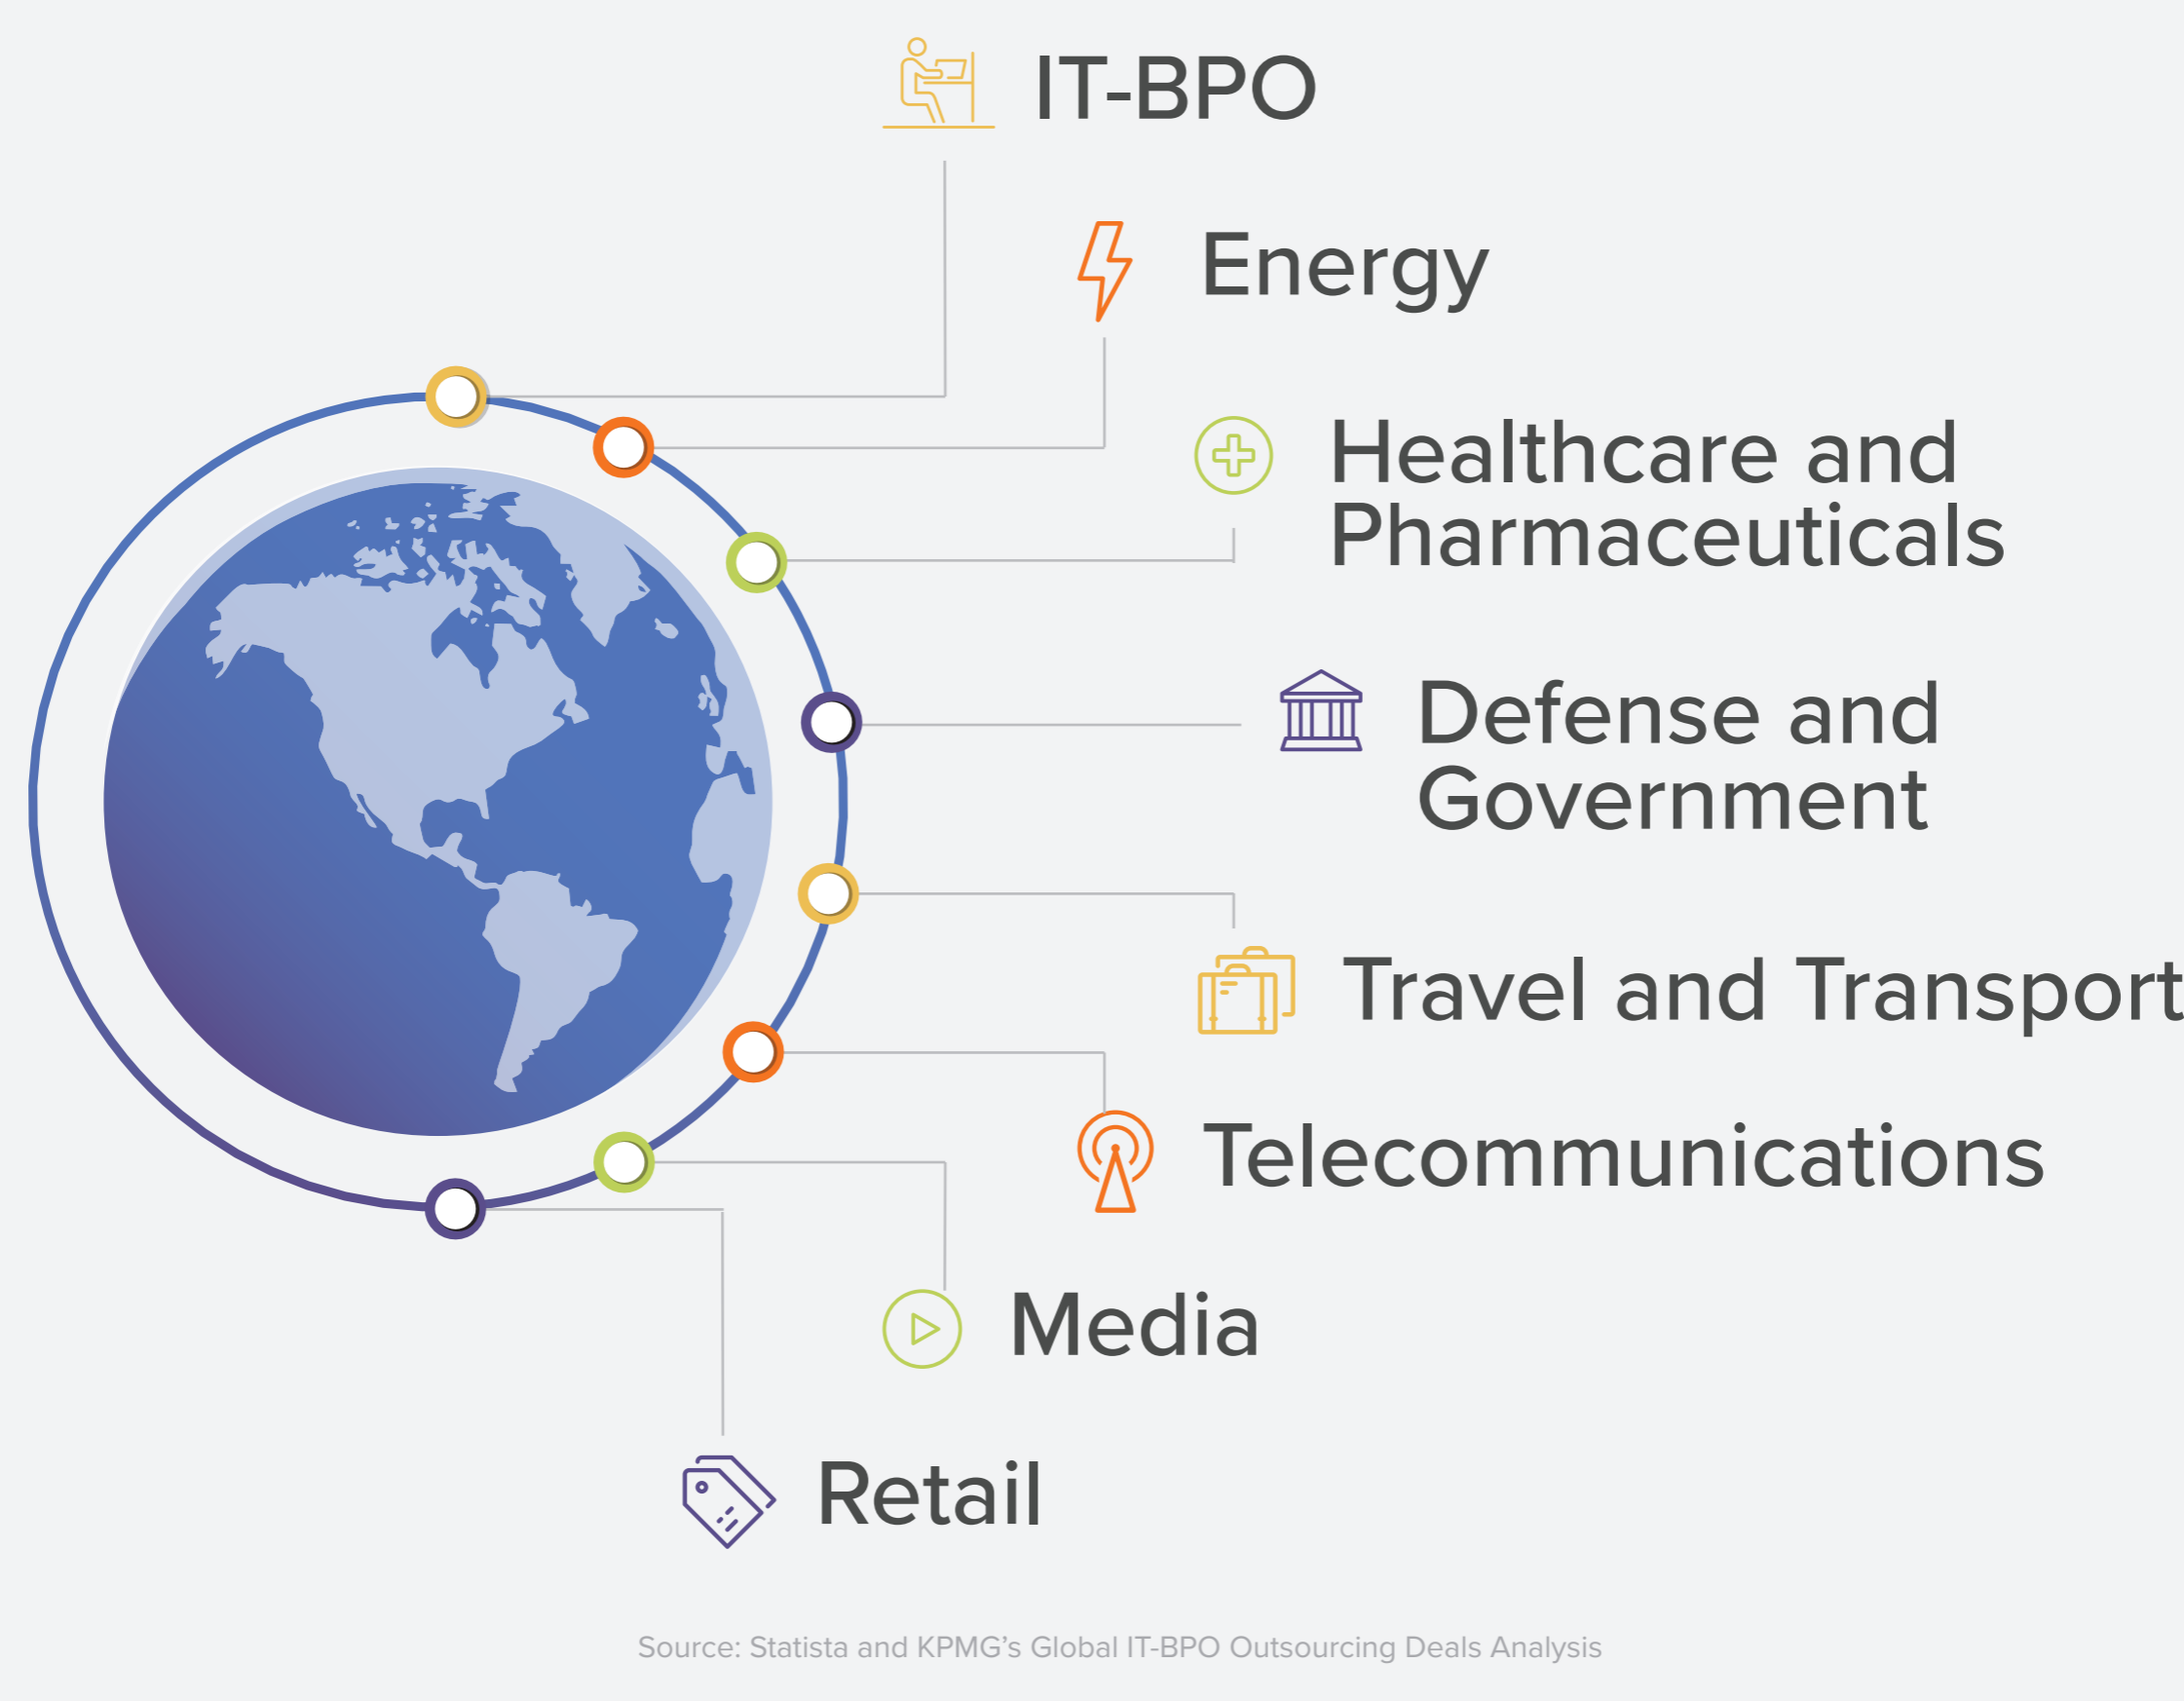 IT-BPO
Energy
Healthcare and
Pharmaceuticals
Defense and
Government
Travel and Transport
Telecommunications
Media
Retail
Source: Statista and KPMG’s Global IT-BPO Outsourcing Deals Analysis